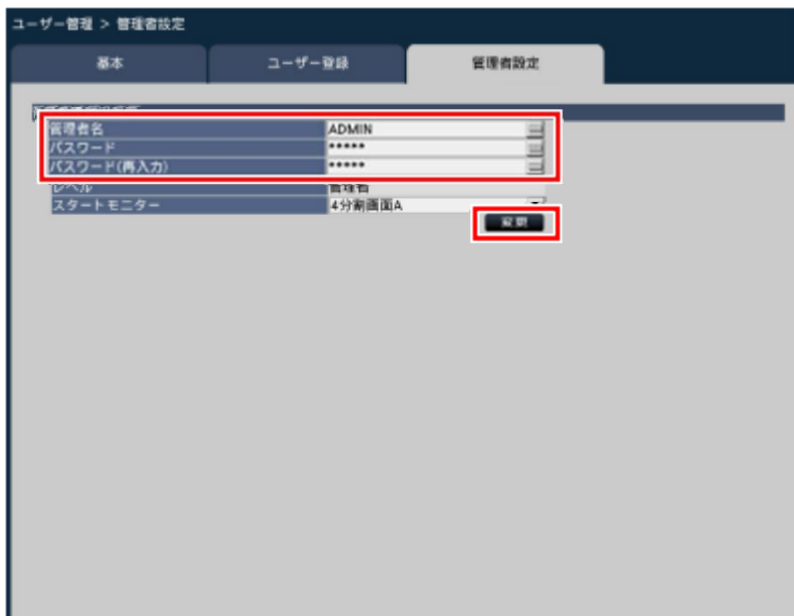 ユーザー管理 > 管理者設定
基本 ユーザー登録 管理者設定
管理者名 ADMIN
パスワード *****
パスワード(再入力) *****
レベル 管理者
スタートモニター 4分割画面A
変更